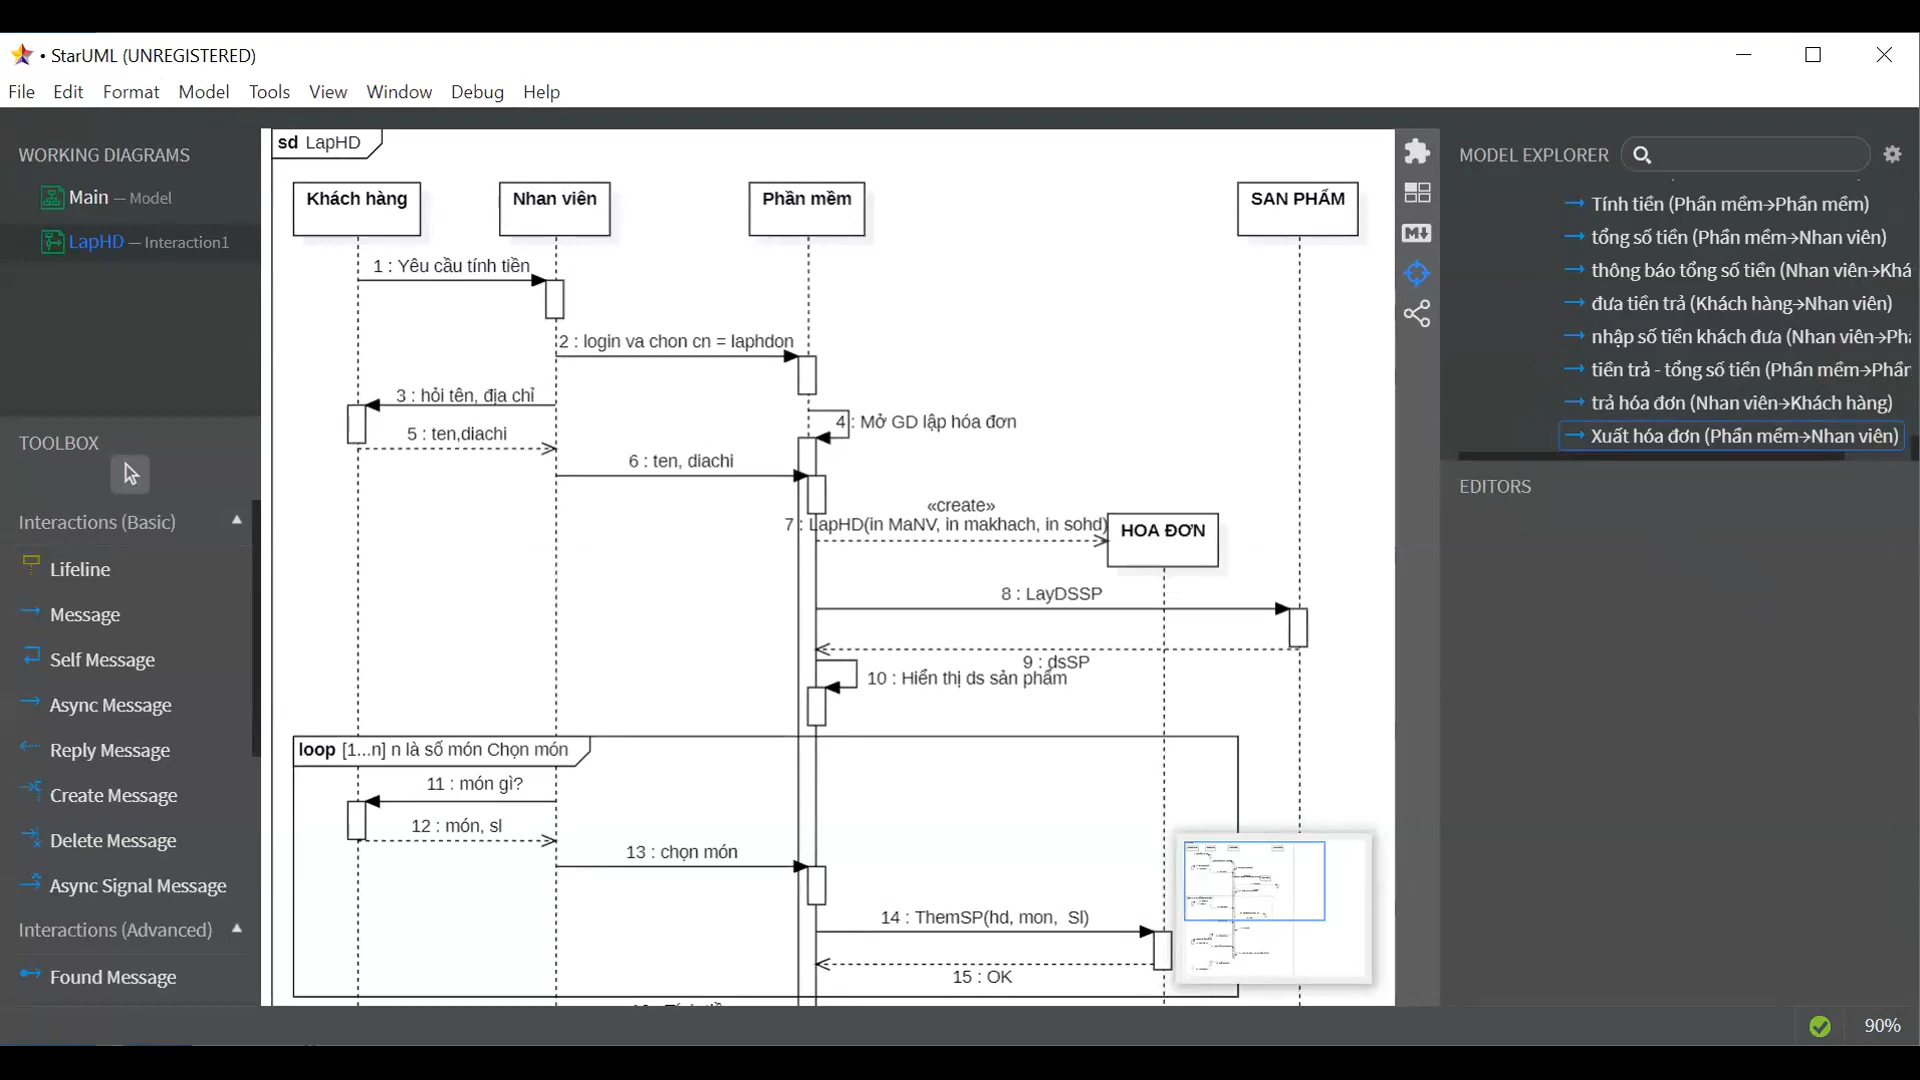 • StarUML (UNREGISTERED)
File Edit Format Model Tools View Window Debug Help
WORKING DIAGRAMS
Main — Model
LapHD — Interaction1
TOOLBOX
Interactions (Basic)
Lifeline
Message
Self Message
Async Message
Reply Message
Create Message
Delete Message
Async Signal Message
Interactions (Advanced)
Found Message
sd LapHD
Khách hàng
Nhan viên
Phần mềm
SAN PHẨM
1 : Yêu cầu tính tiền
2 : login va chon cn = laphdon
3 : hỏi tên, địa chỉ
4 : Mở GD lập hóa đơn
5 : ten,diachi
6 : ten, diachi
«create»
7 : LapHD(in MaNV, in makhach, in sohd)
HOA ĐƠN
8 : LayDSSP
9 : dsSP
10 : Hiển thị ds sản phẩm
loop [1...n] n là số món Chọn món
11 : món gì?
12 : món, sl
13 : chọn món
14 : ThemSP(hd, mon, Sl)
15 : OK
MODEL EXPLORER
Tính tiền (Phần mềm→Phần mềm)
tổng số tiền (Phần mềm→Nhan viên)
thông báo tổng số tiền (Nhan viên→Khá
đưa tiền trả (Khách hàng→Nhan viên)
nhập số tiền khách đưa (Nhan viên→Phầ
tiền trả - tổng số tiền (Phần mềm→Phần
trả hóa đơn (Nhan viên→Khách hàng)
Xuất hóa đơn (Phần mềm→Nhan viên)
EDITORS
90%